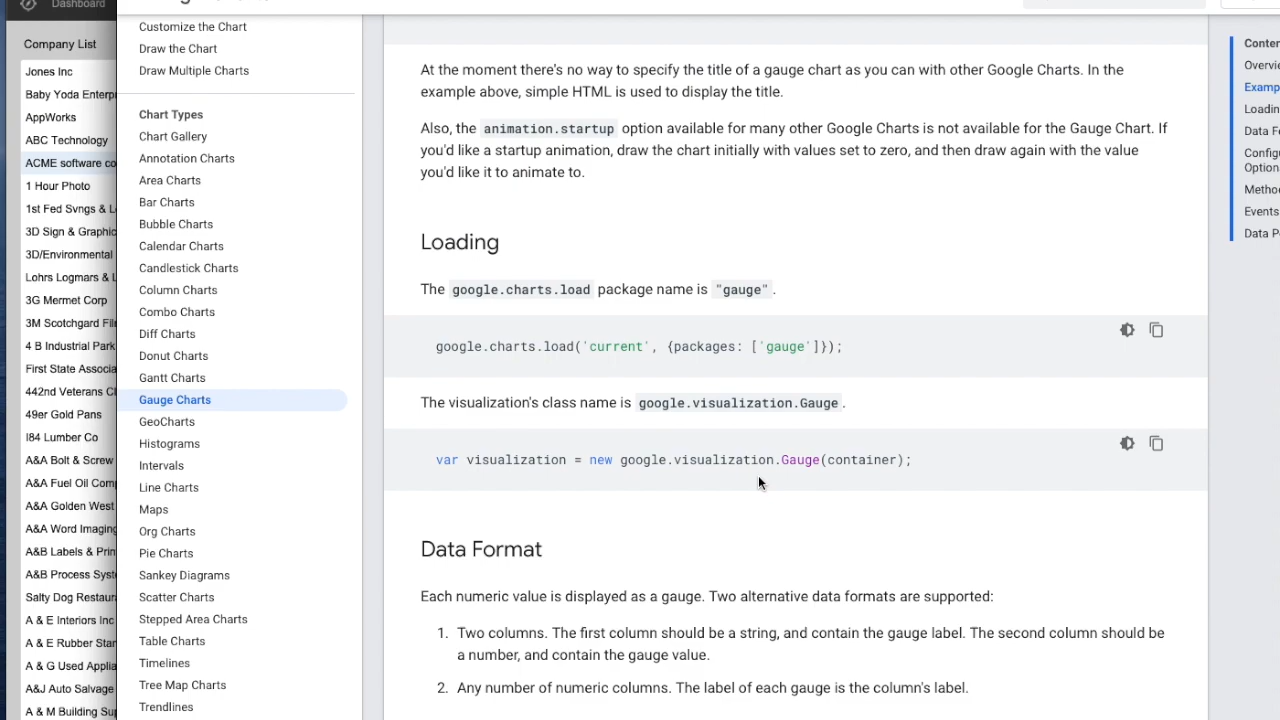 Dashboard
Company List
Jones Inc
Baby Yoda Enterp
AppWorks
ABC Technology
ACME software co
1 Hour Photo
1st Fed Svngs & L
3D Sign & Graphic
3D/Environmental
Lohrs Logmars & L
3G Mermet Corp
3M Scotchgard Fil
4 B Industrial Park
First State Associa
442nd Veterans Cl
49er Gold Pans
I84 Lumber Co
A&A Bolt & Screw
A&A Fuel Oil Com
A&A Golden West
A&A Word Imaging
A&B Labels & Prin
A&B Process Syst
Salty Dog Restaur
A & E Interiors Inc
A & E Rubber Star
A & G Used Applia
A&J Auto Salvage
A & M Building Sup
Customize the Chart
Draw the Chart
Draw Multiple Charts
Chart Types
Chart Gallery
Annotation Charts
Area Charts
Bar Charts
Bubble Charts
Calendar Charts
Candlestick Charts
Column Charts
Combo Charts
Diff Charts
Donut Charts
Gantt Charts
Gauge Charts
GeoCharts
Histograms
Intervals
Line Charts
Maps
Org Charts
Pie Charts
Sankey Diagrams
Scatter Charts
Stepped Area Charts
Table Charts
Timelines
Tree Map Charts
Trendlines
At the moment there's no way to specify the title of a gauge chart as you can with other Google Charts. In the
example above, simple HTML is used to display the title.
Also, the animation.startup option available for many other Google Charts is not available for the Gauge Chart. If
you'd like a startup animation, draw the chart initially with values set to zero, and then draw again with the value
you'd like it to animate to.
Loading
The google.charts.load package name is "gauge".
google.charts.load('current', {packages: ['gauge']});
The visualization's class name is google.visualization.Gauge.
var visualization = new google.visualization.Gauge(container);
Data Format
Each numeric value is displayed as a gauge. Two alternative data formats are supported:
1. Two columns. The first column should be a string, and contain the gauge label. The second column should be
a number, and contain the gauge value.
2. Any number of numeric columns. The label of each gauge is the column's label.
Conten
Overvie
Examp
Loadin
Data Fo
Configu
Option
Metho
Events
Data P